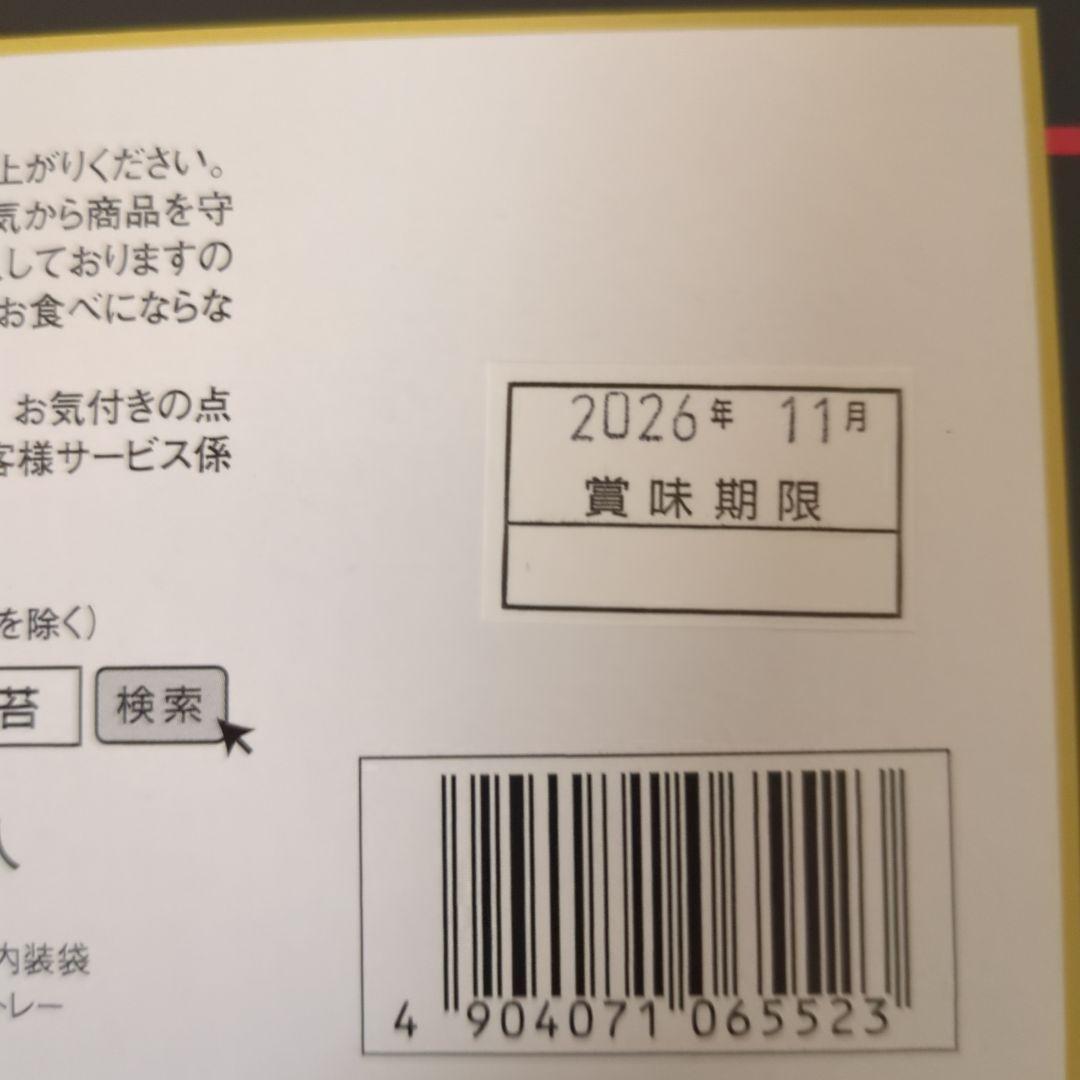 上がりください。
気から商品を守
しておりますの
お食べにならな
お気付きの点
客様サービス係
を除く)
苔 検索
内装袋
トレー
2026年 11月
賞味期限
4 904071 065523